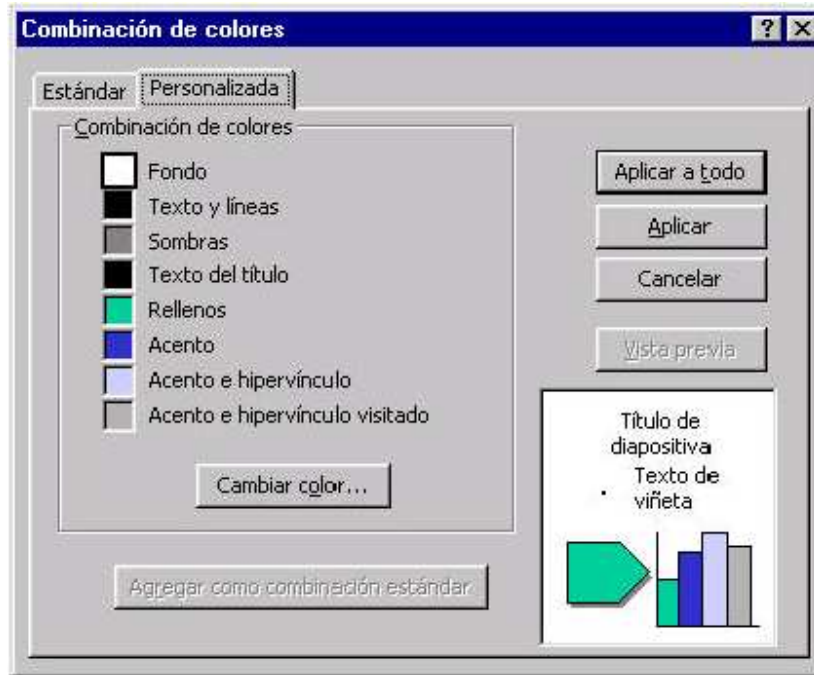 Combinación de colores
Estándar
Personalizada
Combinación de colores
Fondo
Texto y líneas
Sombras
Texto del título
Rellenos
Acento
Acento e hipervínculo
Acento e hipervínculo visitado
Cambiar color...
Agregar como combinación estándar
Aplicar a todo
Aplicar
Cancelar
Vista previa
Título de
diapositiva
Texto de
viñeta